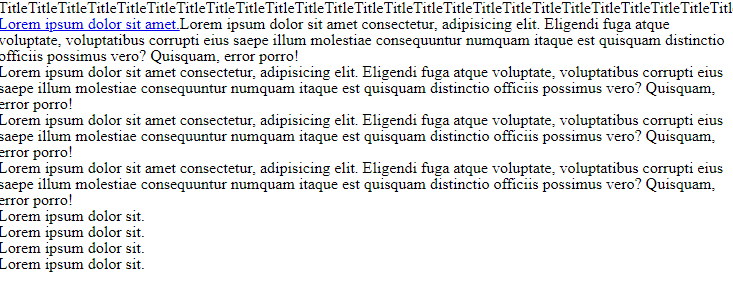 TitleTitleTitleTitleTitleTitleTitleTitleTitleTitleTitleTitleTitleTitleTitleTitleTitleTitleTitleTitleTitleTitleTitleTitleTitl
Lorem ipsum dolor sit amet.Lorem ipsum dolor sit amet consectetur, adipisicing elit. Eligendi fuga atque
voluptate, voluptatibus corrupti eius saepe illum molestiae consequuntur numquam itaque est quisquam distinctio
officiis possimus vero? Quisquam, error porro!
Lorem ipsum dolor sit amet consectetur, adipisicing elit. Eligendi fuga atque voluptate, voluptatibus corrupti eius
saepe illum molestiae consequuntur numquam itaque est quisquam distinctio officiis possimus vero? Quisquam,
error porro!
Lorem ipsum dolor sit amet consectetur, adipisicing elit. Eligendi fuga atque voluptate, voluptatibus corrupti eius
saepe illum molestiae consequuntur numquam itaque est quisquam distinctio officiis possimus vero? Quisquam,
error porro!
Lorem ipsum dolor sit amet consectetur, adipisicing elit. Eligendi fuga atque voluptate, voluptatibus corrupti eius
saepe illum molestiae consequuntur numquam itaque est quisquam distinctio officiis possimus vero? Quisquam,
error porro!
Lorem ipsum dolor sit.
Lorem ipsum dolor sit.
Lorem ipsum dolor sit.
Lorem ipsum dolor sit.